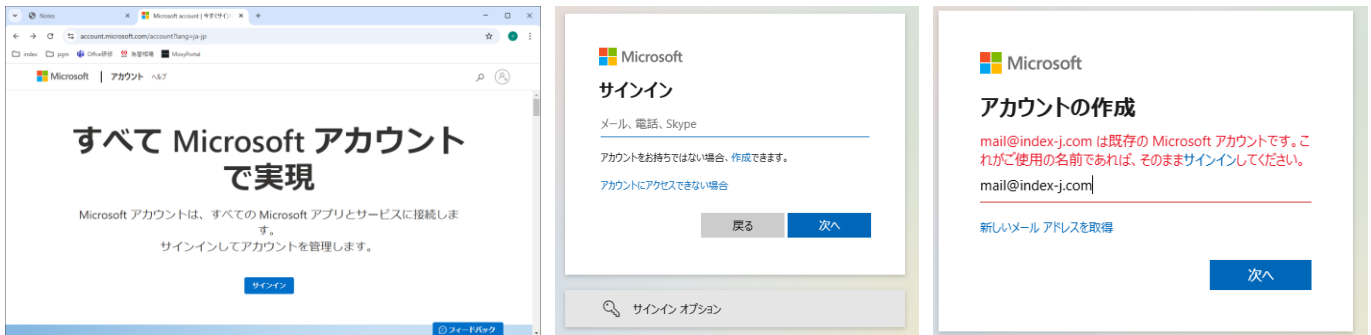 Notes
Microsoft account | 今すぐサイン
account.microsoft.com/account?lang=ja-jp
index
pqm
Office研修
為替相場
MoxyPortal
Microsoft | アカウント ヘルプ
すべて Microsoft アカウント
で実現
Microsoft アカウントは、すべての Microsoft アプリとサービスに接続しま
す。
サインインしてアカウントを管理します。
サインイン
フィードバック
Microsoft
サインイン
メール、電話、Skype
アカウントをお持ちではない場合、作成できます。
アカウントにアクセスできない場合
戻る
次へ
サインイン オプション
Microsoft
アカウントの作成
mail@index-j.com は既存の Microsoft アカウントです。こ
れがご使用の名前であれば、そのままサインインしてください。
mail@index-j.com
新しいメール アドレスを取得
次へ